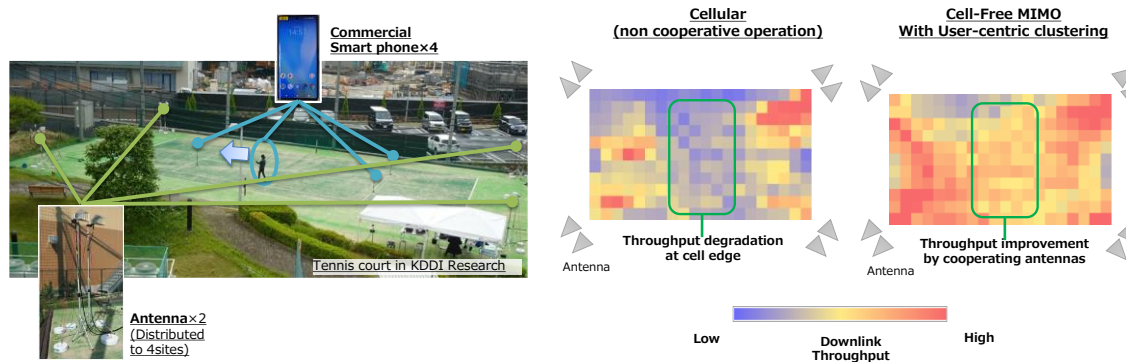 Commercial
Smart phone×4
Tennis court in KDDI Research
Antenna×2
(Distributed
to 4sites)
Cellular
(non cooperative operation)
Throughput degradation
at cell edge
Antenna
Cell-Free MIMO
With User-centric clustering
Throughput improvement
by cooperating antennas
Antenna
Low
Downlink
Throughput
High